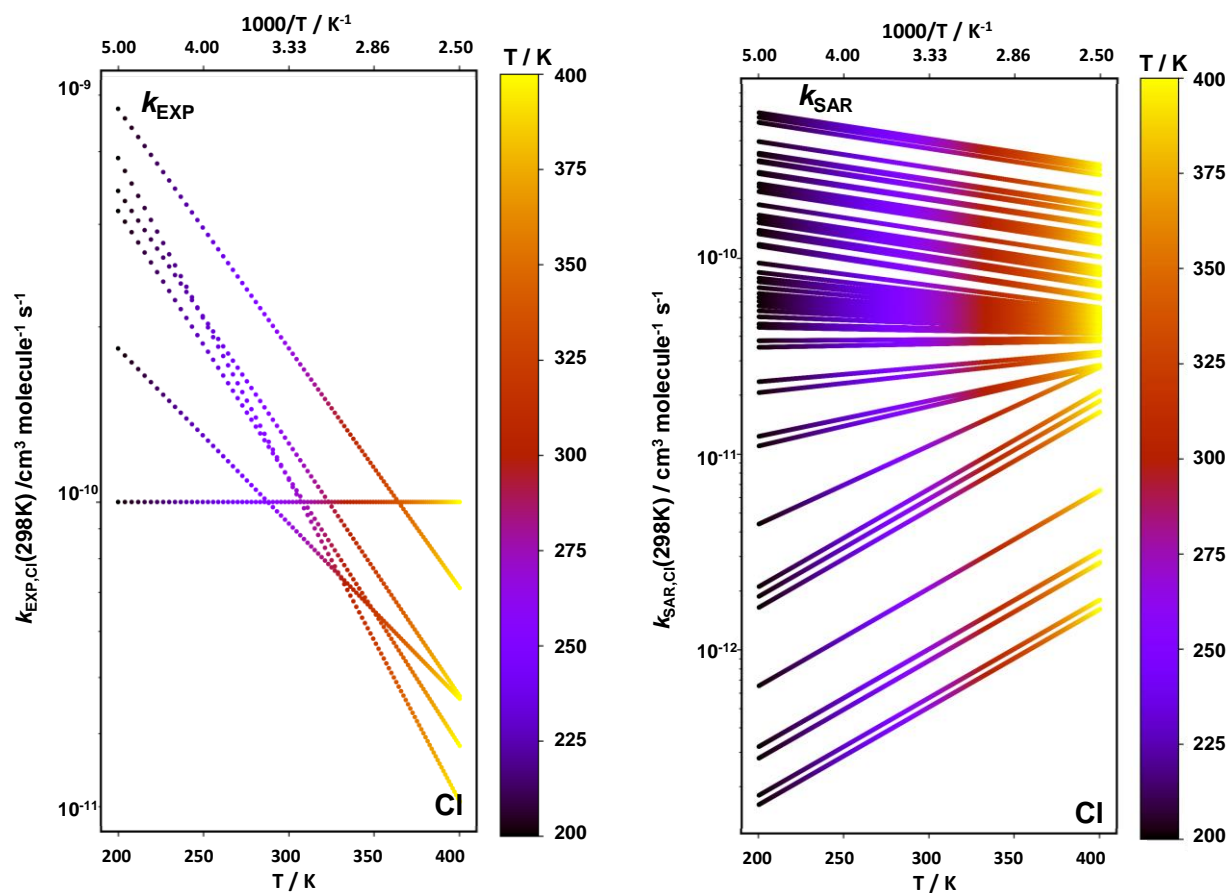 1000/T / K-1
5.00 4.00 3.33 2.86 2.50
kEXP,Cl(298K) /cm3 molecule-1 s-1
10-9
10-10
10-11
kEXP
Cl
200 250 300 350 400
T / K
T / K
400
375
350
325
300
275
250
225
200
1000/T / K-1
5.00 4.00 3.33 2.86 2.50
kSAR,Cl(298K) / cm3 molecule-1 s-1
10-10
10-11
10-12
kSAR
Cl
200 250 300 350 400
T / K
T / K
400
375
350
325
300
275
250
225
200